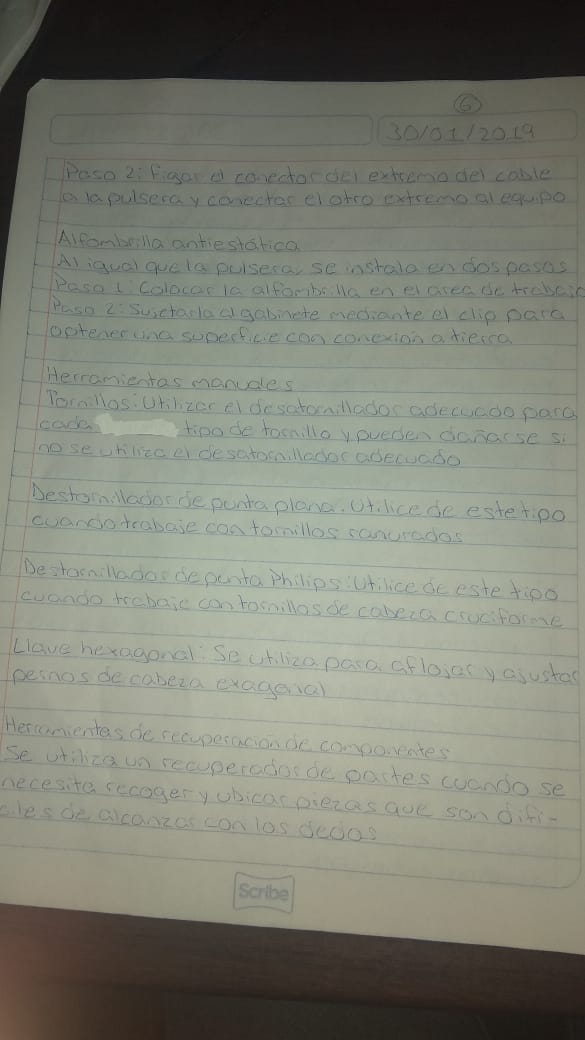 6
30/01/2019
Paso 2: figar el conector del extremo del cable
a la pulsera y conectar el otro extremo al equipo
Alfombrilla antiestática
Al igual que la pulsera, se instala en dos pasos
Paso 1: Colocar la alfombrilla en el area de trabajo
Paso 2: Sujetarla al gabinete mediante el clip para
optener una superficie con conexión a tierra
Herramientas manuales
Tornillos: Utilizar el desatornillador adecuado para
cada tipo de tornillo y pueden dañarse si
no se utiliza el desatornillador adecuado
Destornillador de punta plana. Utilice de este tipo
cuando trabaje con tornillos ranurados
Destornillador de punta Philips: Utilice de este tipo
cuando trabaje con tornillos de cabeza cruciforme
Llave hexagonal: Se utiliza para aflojar y ajustar
pernos de cabeza exagonal
Herramientas de recuperación de componentes
Se utiliza un recuperador de partes cuando se
necesita recoger y ubicar piezas que son difi-
ciles de alcanzar con los dedos
Scribe